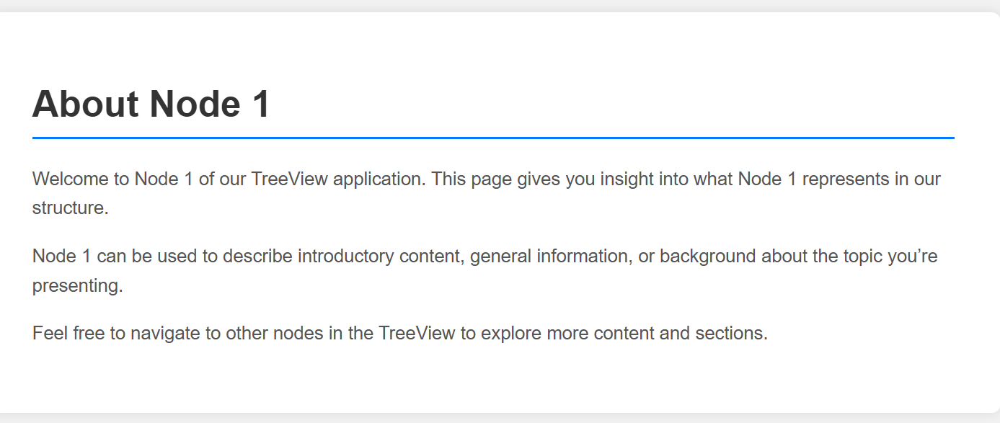 About Node 1
Welcome to Node 1 of our TreeView application. This page gives you insight into what Node 1 represents in our
structure.
Node 1 can be used to describe introductory content, general information, or background about the topic you’re
presenting.
Feel free to navigate to other nodes in the TreeView to explore more content and sections.